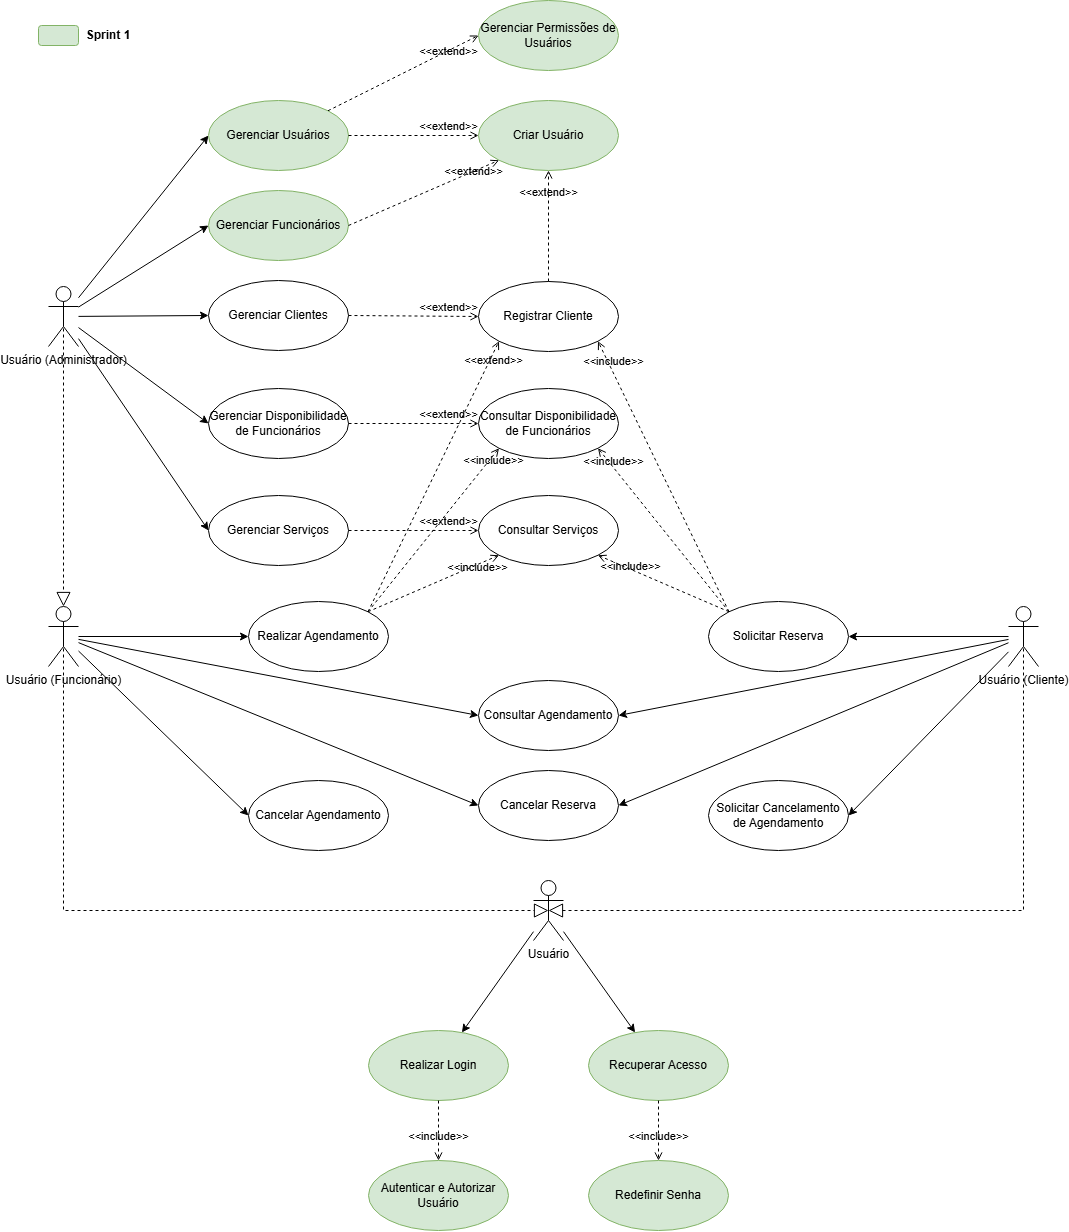 Sprint 1
Gerenciar Permissões de
Usuários
<<extend>>
Gerenciar Usuários
<<extend>>
Criar Usuário
<<extend>>
<<extend>>
Gerenciar Funcionários
Gerenciar Clientes
<<extend>>
Registrar Cliente
Usuário (Administrador)
<<extend>>
<<include>>
Gerenciar Disponibilidade
de Funcionários
<<extend>>
Consultar Disponibilidade
de Funcionários
<<include>>
<<include>>
Gerenciar Serviços
<<extend>>
Consultar Serviços
<<include>>
<<include>>
Realizar Agendamento
Solicitar Reserva
Usuário (Funcionário)
Usuário (Cliente)
Consultar Agendamento
Cancelar Agendamento
Cancelar Reserva
Solicitar Cancelamento
de Agendamento
Usuário
Realizar Login
Recuperar Acesso
<<include>>
<<include>>
Autenticar e Autorizar
Usuário
Redefinir Senha